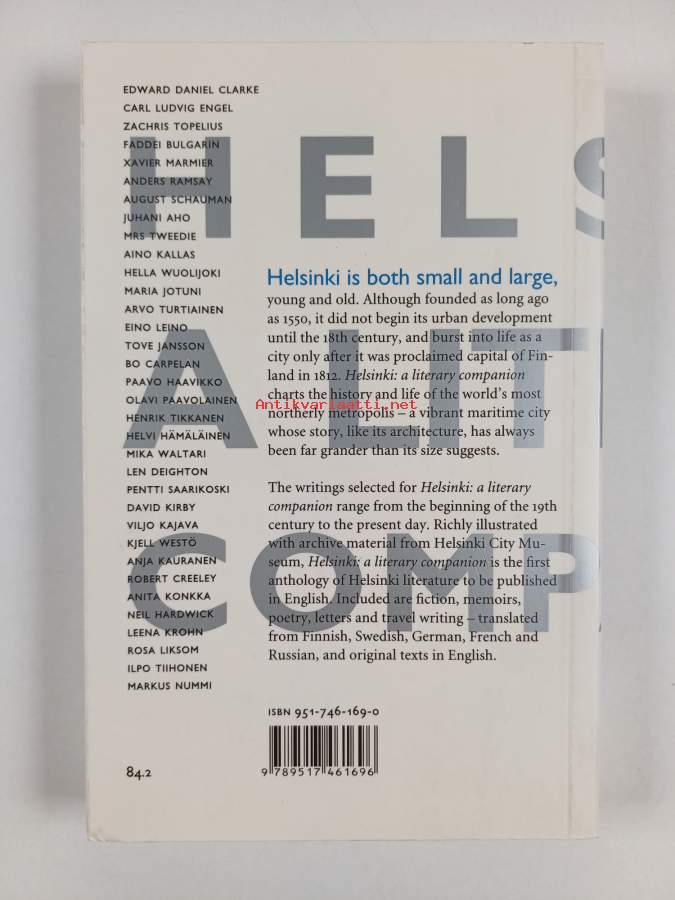 EDWARD DANIEL CLARKE
CARL LUDVIG ENGEL
ZACHRIS TOPELIUS
FADDEI BULGARIN
XAVIER MARMIER
ANDERS RAMSAY
AUGUST SCHAUMAN
JUHANI AHO
MRS TWEEDIE
AINO KALLAS
HELLA WUOLIJOKI
MARIA JOTUNI
ARVO TURTIAINEN
EINO LEINO
TOVE JANSSON
BO CARPELAN
PAAVO HAAVIKKO
OLAVI PAAVOLAINEN
HENRIK TIKKANEN
HELVI HÄMÄLÄINEN
MIKA WALTARI
LEN DEIGHTON
PENTTI SAARIKOSKI
DAVID KIRBY
VILJO KAJAVA
KJELL WESTÖ
ANJA KAURANEN
ROBERT CREELEY
ANITA KONKKA
NEIL HARDWICK
LEENA KROHN
ROSA LIKSOM
ILPO TIIHONEN
MARKUS NUMMI
HELS
A LIT
COMP
Helsinki is both small and large,
young and old. Although founded as long ago
as 1550, it did not begin its urban development
until the 18th century, and burst into life as a
city only after it was proclaimed capital of Fin-
land in 1812. Helsinki: a literary companion
charts the history and life of the world's most
northerly metropolis – a vibrant maritime city
whose story, like its architecture, has always
been far grander than its size suggests.
The writings selected for Helsinki: a literary
companion range from the beginning of the 19th
century to the present day. Richly illustrated
with archive material from Helsinki City Mu-
seum, Helsinki: a literary companion is the first
anthology of Helsinki literature to be published
in English. Included are fiction, memoirs,
poetry, letters and travel writing – translated
from Finnish, Swedish, German, French and
Russian, and original texts in English.
Antikvariaatti.net
ISBN 951-746-169-0
9 789517 461696
84.2